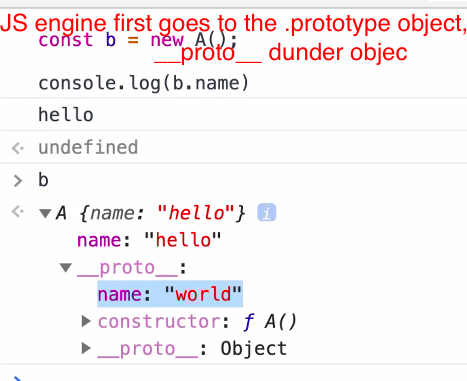 JS engine first goes to the .prototype object,
const b = new A();
__proto__ dunder objec
console.log(b.name)
hello
undefined
b
A {name: "hello"} i
name: "hello"
__proto__:
name: "world"
constructor: ƒ A()
__proto__: Object